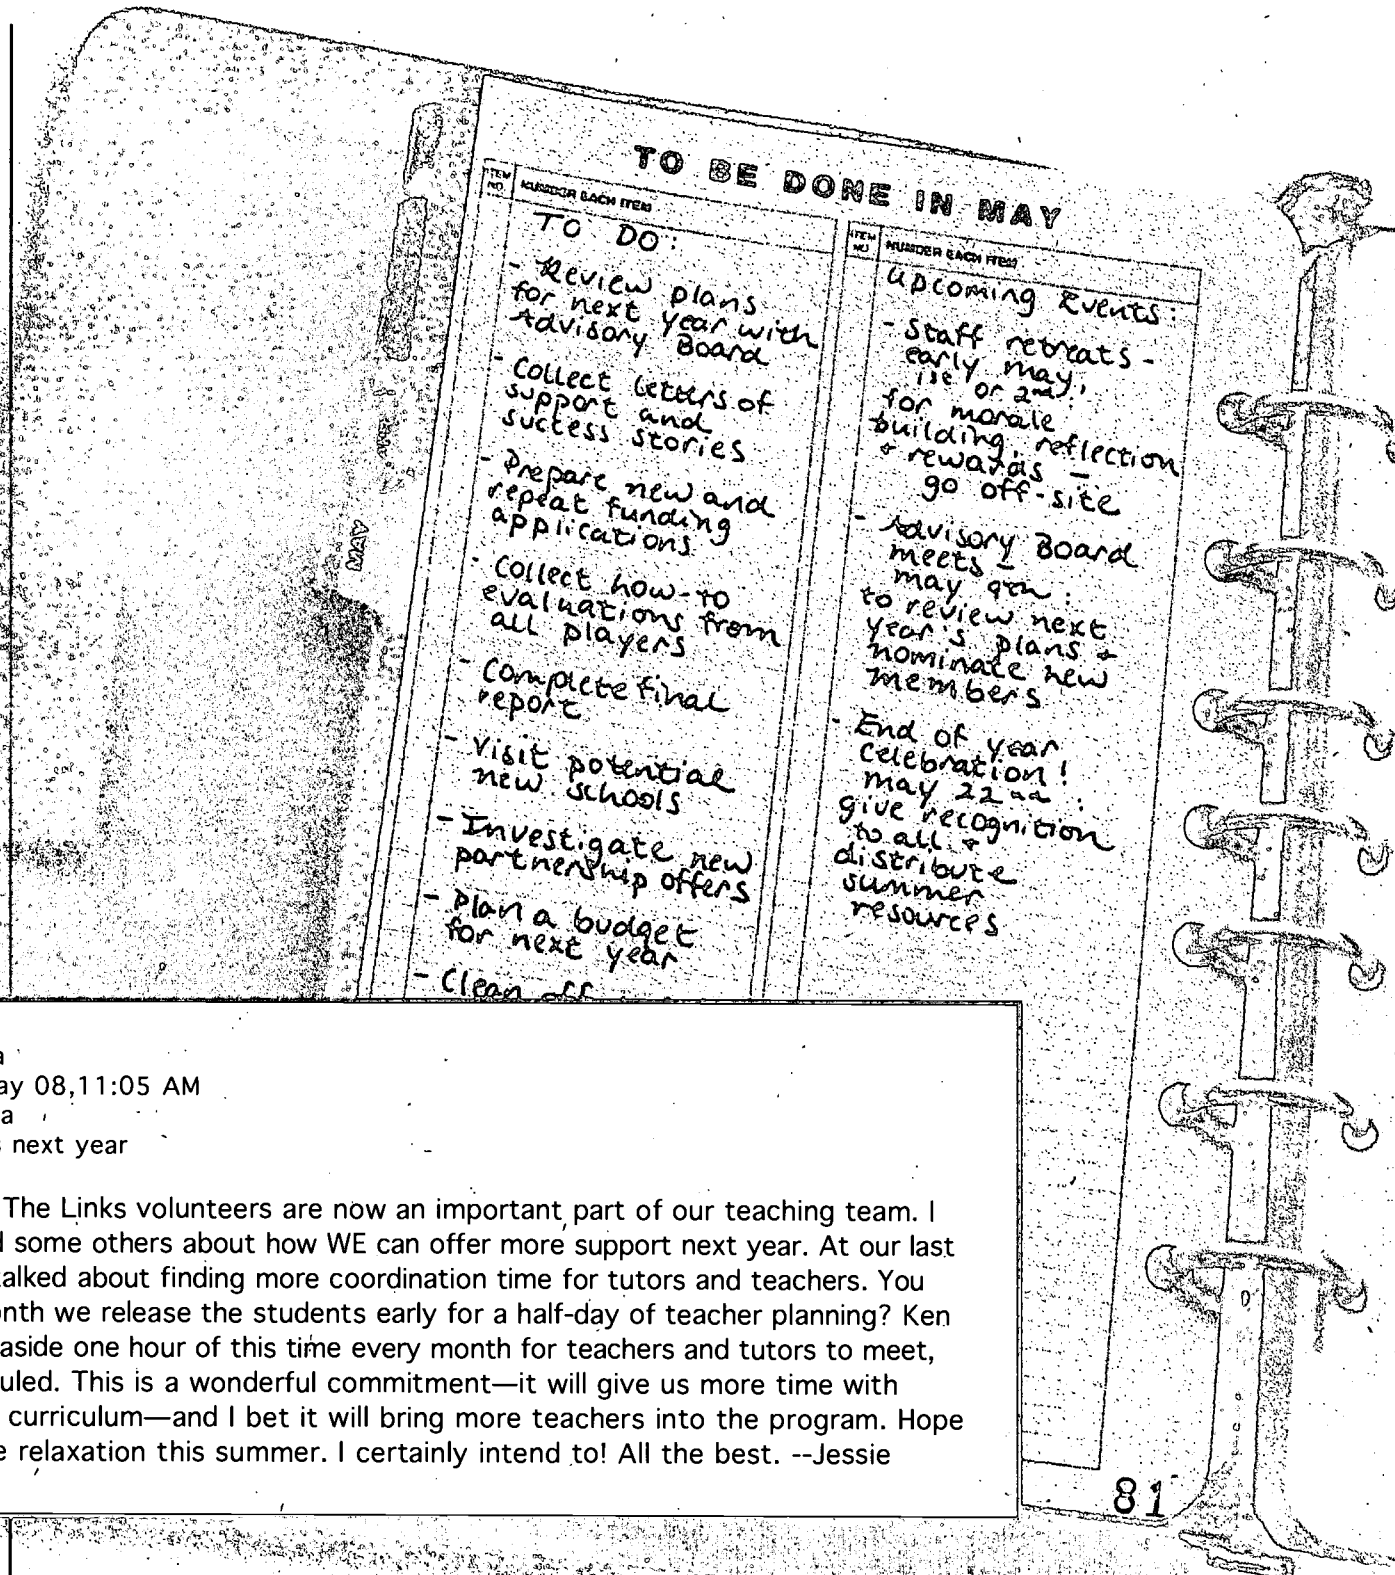 TO BE DONE IN MAY
ITEM NO. NUMBER EACH ITEM
TO DO:
- Review plans
for next year with
Advisory Board
- Collect letters of
support and
success stories
- Prepare new and
repeat funding
applications
- Collect how-to
evaluations from
all players
- Complete final
report
- Visit potential
new schools
- Investigate new
partnership offers
- Plan a budget
for next year
- Clean off
ITEM NO. NUMBER EACH ITEM
Upcoming Events:
- Staff retreats -
early May,
1st or 2nd:
for morale
building, reflection
& rewards -
go off-site
- Advisory Board
meets -
May 9th:
to review next
year's plans &
nominate new
members
- End of year
celebration!
May 22nd:
give recognition
to all &
distribute
summer
resources
MAY
a
ay 08,11:05 AM
a
s next year
The Links volunteers are now an important part of our teaching team. I
d some others about how WE can offer more support next year. At our last
talked about finding more coordination time for tutors and teachers. You
nth we release the students early for a half-day of teacher planning? Ken
aside one hour of this time every month for teachers and tutors to meet,
uled. This is a wonderful commitment—it will give us more time with
curriculum—and I bet it will bring more teachers into the program. Hope
e relaxation this summer. I certainly intend to! All the best. --Jessie
81